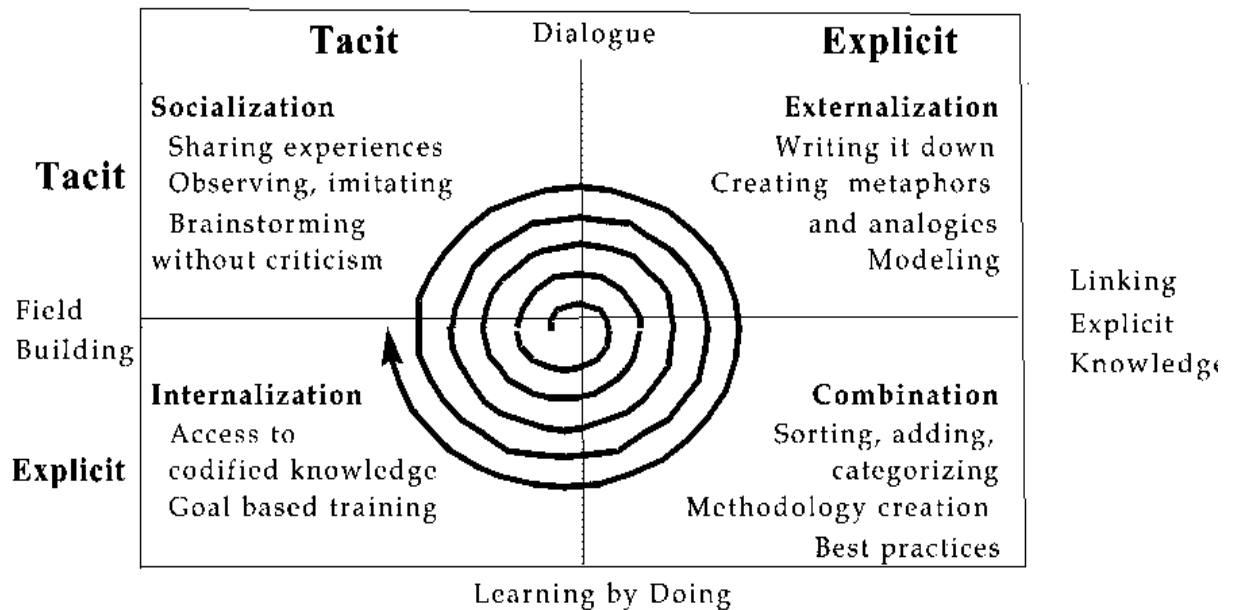 Tacit
Dialogue
Explicit
Tacit
Socialization
Sharing experiences
Observing, imitating
Brainstorming
without criticism
Externalization
Writing it down
Creating metaphors
and analogies
Modeling
Field
Building
Linking
Explicit
Knowledge
Explicit
Internalization
Access to
codified knowledge
Goal based training
Combination
Sorting, adding,
categorizing
Methodology creation
Best practices
Learning by Doing